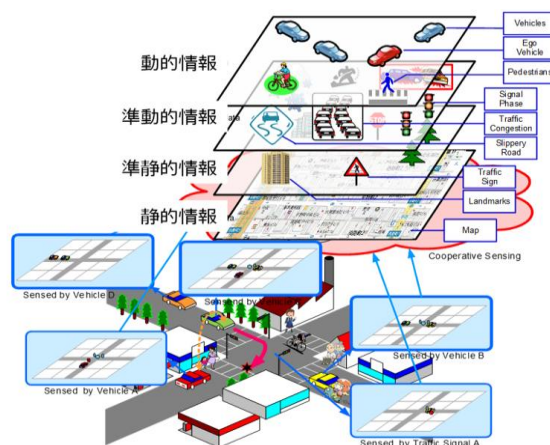 Vehicles
Ego
Vehicle
Pedestrians
動的情報
Signal
Phase
準動的情報
Traffic
Congestion
Slippery
Road
準静的情報
Traffic
Sign
Landmarks
静的情報
Map
Cooperative Sensing
Sensed by Vehicle D
Sensed by Vehicle A
Sensed by Vehicle B
Sensed by Traffic Signal A